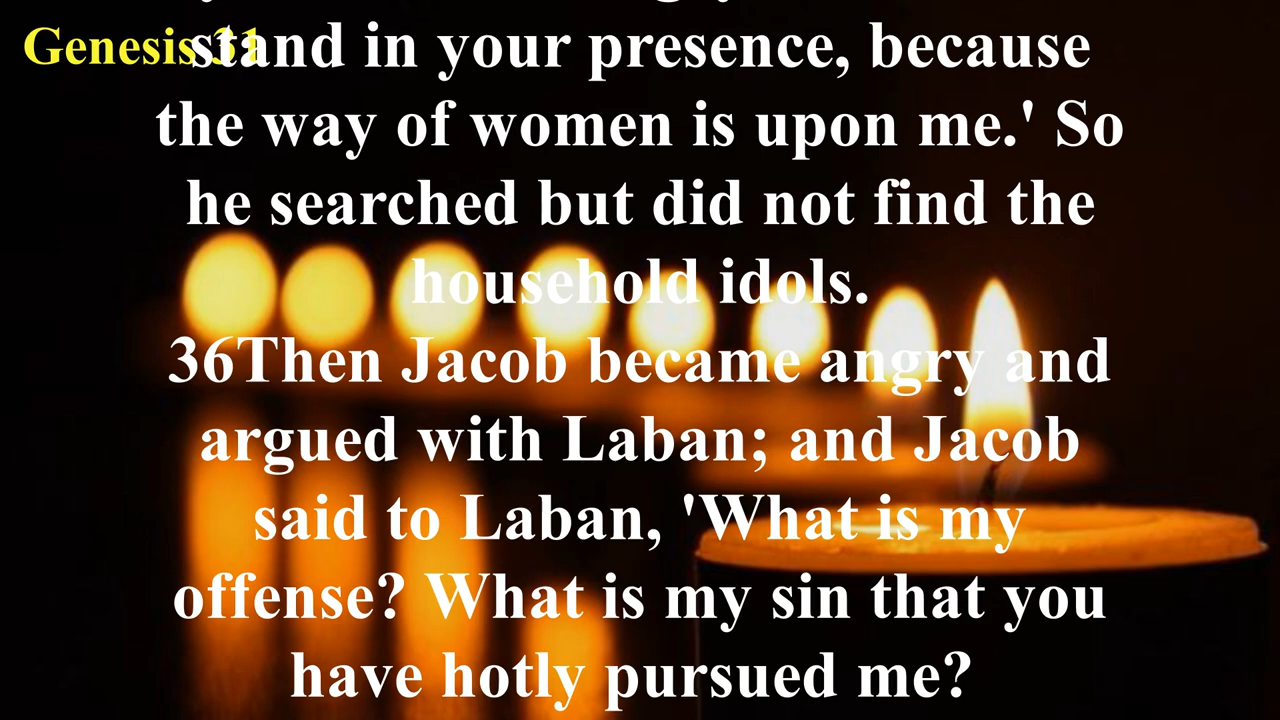 Genesis 31
stand in your presence, because
the way of women is upon me.' So
he searched but did not find the
household idols.
36Then Jacob became angry and
argued with Laban; and Jacob
said to Laban, 'What is my
offense? What is my sin that you
have hotly pursued me?